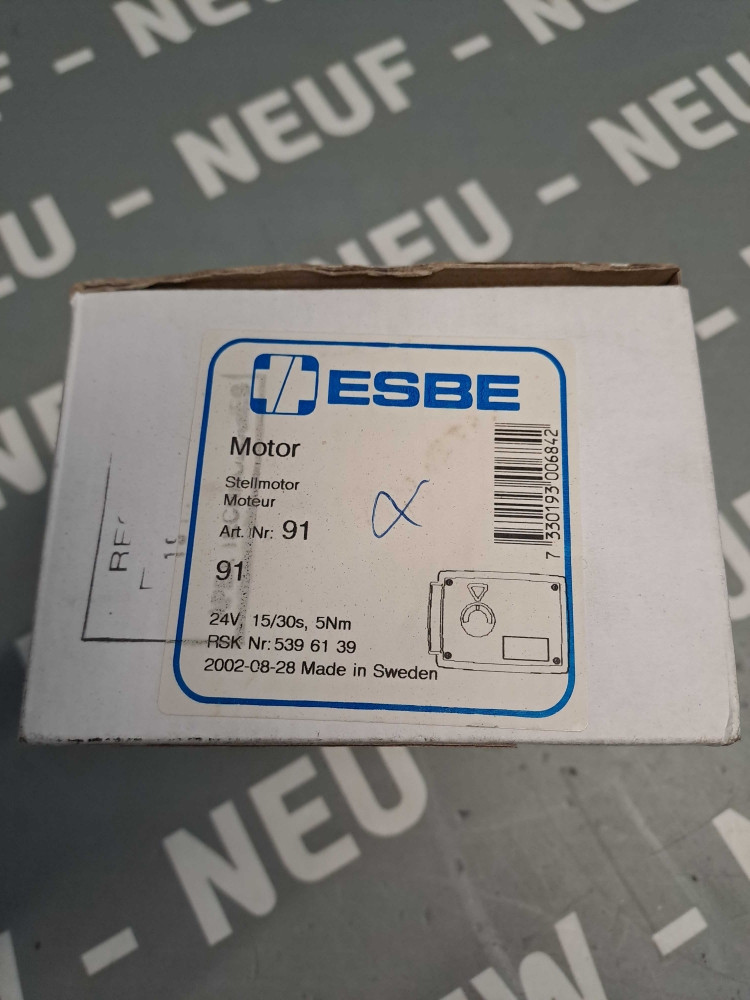 NEUF -
- NEUF - NEU
EU - NEUF - NEU
NEUF
ESBE
Motor
Stellmotor
Moteur
Art. Nr: 91
91
24V, 15/30s, 5Nm
RSK Nr: 539 61 39
2002-08-28 Made in Sweden
7 330193 006842
α
- NEU